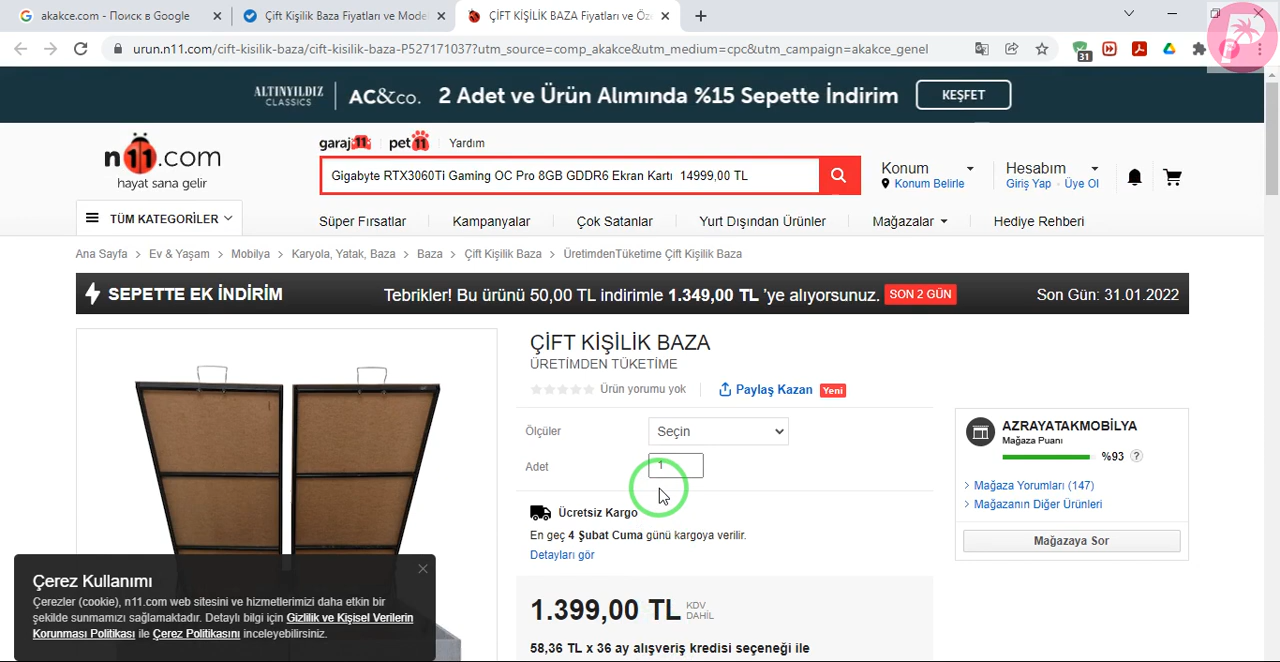 akakce.com - Поиск в Google
Çift Kişilik Baza Fiyatları ve Mode
ÇİFT KİŞİLİK BAZA Fiyatları ve Öz
urun.n11.com/cift-kisilik-baza/cift-kisilik-baza-P527171037?utm_source=comp_akakce&utm_medium=cpc&utm_campaign=akakce_genel
31
ALTINYILDIZ CLASSICS
AC&co.
2 Adet ve Ürün Alımında %15 Sepette İndirim
KEŞFET
n11.com
hayat sana gelir
garaj11
pet11
Yardım
Gigabyte RTX3060Ti Gaming OC Pro 8GB GDDR6 Ekran Kartı 14999,00 TL
Konum
Konum Belirle
Hesabım
Giriş Yap · Üye Ol
TÜM KATEGORİLER
Süper Fırsatlar
Kampanyalar
Çok Satanlar
Yurt Dışından Ürünler
Mağazalar
Hediye Rehberi
Ana Sayfa > Ev & Yaşam > Mobilya > Karyola, Yatak, Baza > Baza > Çift Kişilik Baza > ÜretimdenTüketime Çift Kişilik Baza
SEPETTE EK İNDİRİM
Tebrikler! Bu ürünü 50,00 TL indirimle 1.349,00 TL 'ye alıyorsunuz.
SON 2 GÜN
Son Gün: 31.01.2022
ÇİFT KİŞİLİK BAZA
ÜRETİMDEN TÜKETİME
Ürün yorumu yok
Paylaş Kazan
Yeni
Ölçüler
Seçin
Adet
1
Ücretsiz Kargo
En geç 4 Şubat Cuma günü kargoya verilir.
Detayları gör
1.399,00 TL KDV DAHİL
58,36 TL x 36 ay alışveriş kredisi seçeneği ile
AZRAYATAKMOBİLYA
Mağaza Puanı
%93 ?
> Mağaza Yorumları (147)
> Mağazanın Diğer Ürünleri
Mağazaya Sor
Çerez Kullanımı
Çerezler (cookie), n11.com web sitesini ve hizmetlerimizi daha etkin bir
şekilde sunmamızı sağlamaktadır. Detaylı bilgi için Gizlilik ve Kişisel Verilerin
Korunması Politikası ile Çerez Politikasını inceleyebilirsiniz.